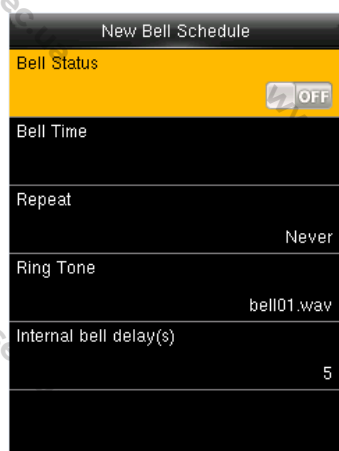 New Bell Schedule
Bell Status
OFF
Bell Time
Repeat
Never
Ring Tone
bell01.wav
Internal bell delay(s)
5